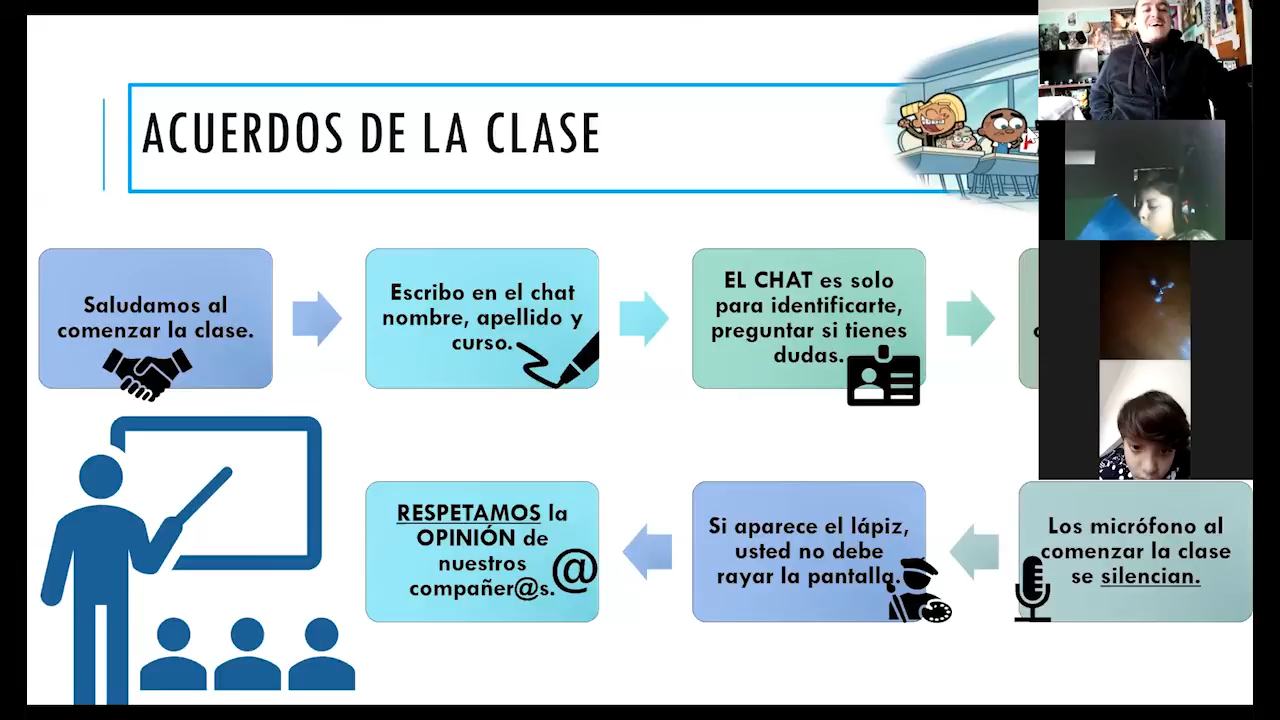 ACUERDOS DE LA CLASE
Saludamos al
comenzar la clase.
Escribo en el chat
nombre, apellido y
curso.
EL CHAT es solo
para identificarte,
preguntar si tienes
dudas.
Los micrófono al
comenzar la clase
se silencian.
Si aparece el lápiz,
usted no debe
rayar la pantalla.
RESPETAMOS la
OPINIÓN de
nuestros
compañer@s.
@